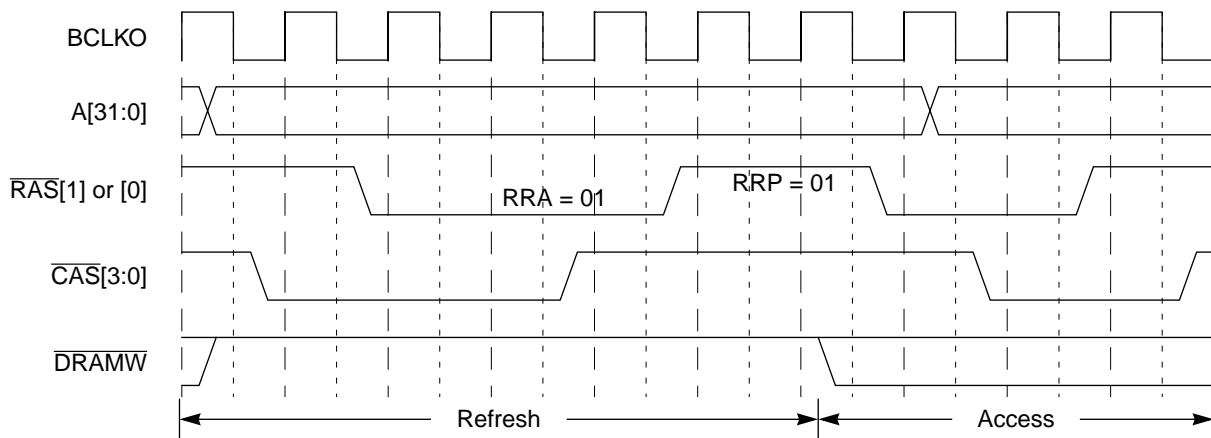 BCLKO
A[31:0]
RAS[1] or [0]
RRA = 01
RRP = 01
CAS[3:0]
DRAMW
Refresh
Access